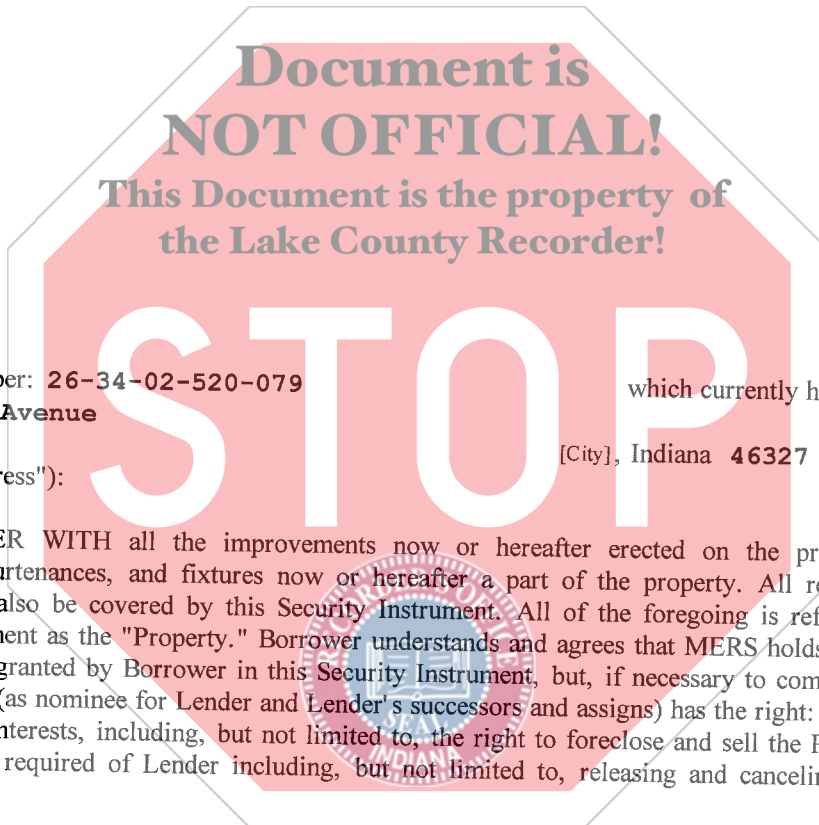 Document is
NOT OFFICIAL!
This Document is the property of
the Lake County Recorder!
STOP
per: 26-34-02-520-079 which currently h
Avenue
[City], Indiana 46327
ress"):
ER WITH all the improvements now or hereafter erected on the pr
urtenances, and fixtures now or hereafter a part of the property. All re
also be covered by this Security Instrument. All of the foregoing is ref
ment as the "Property." Borrower understands and agrees that MERS holds
granted by Borrower in this Security Instrument, but, if necessary to com
(as nominee for Lender and Lender's successors and assigns) has the right:
nterests, including, but not limited to, the right to foreclose and sell the P
required of Lender including, but not limited to, releasing and cancelin
RECORDER'S OFFICE
SEAL
INDIANA